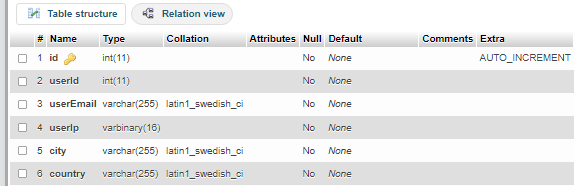 Table structure Relation view
# Name Type Collation Attributes Null Default Comments Extra
1 id int(11) No None AUTO_INCREMENT
2 userId int(11) No None
3 userEmail varchar(255) latin1_swedish_ci No None
4 userIp varbinary(16) No None
5 city varchar(255) latin1_swedish_ci No None
6 country varchar(255) latin1_swedish_ci No None